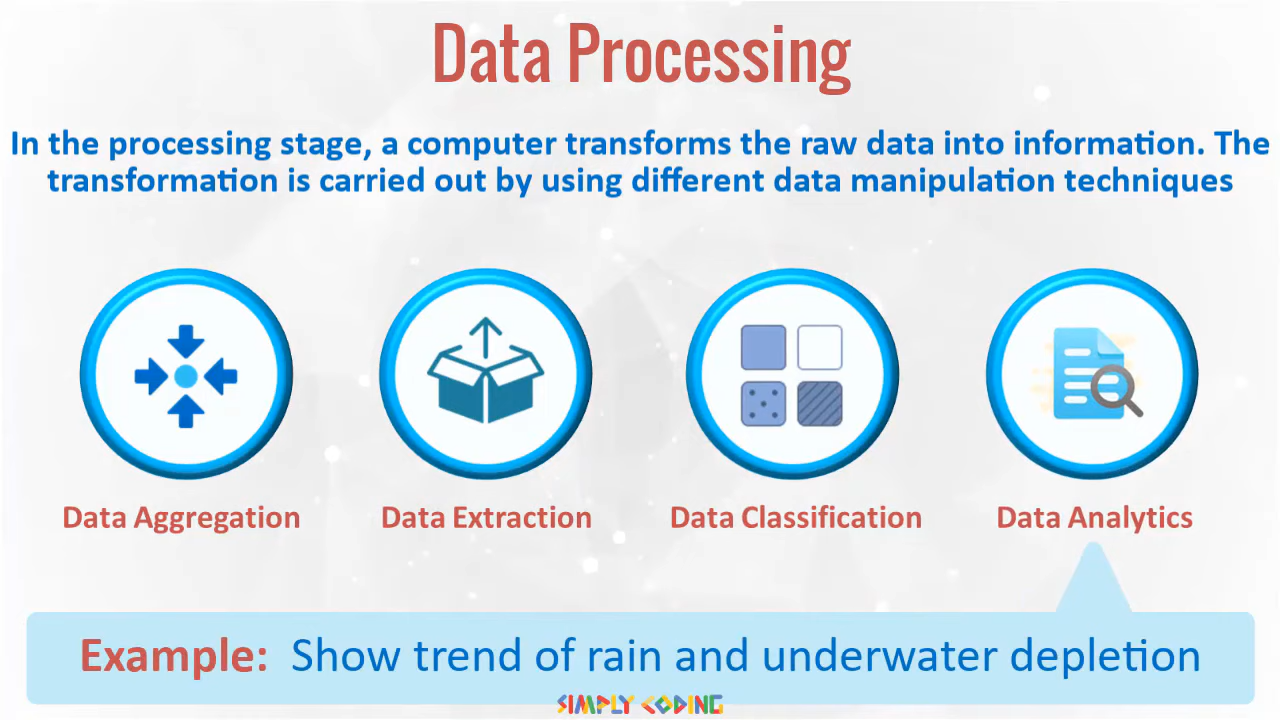 Data Processing
In the processing stage, a computer transforms the raw data into information. The
transformation is carried out by using different data manipulation techniques
Data Aggregation
Data Extraction
Data Classification
Data Analytics
Example: Show trend of rain and underwater depletion
SIMPLY CODING